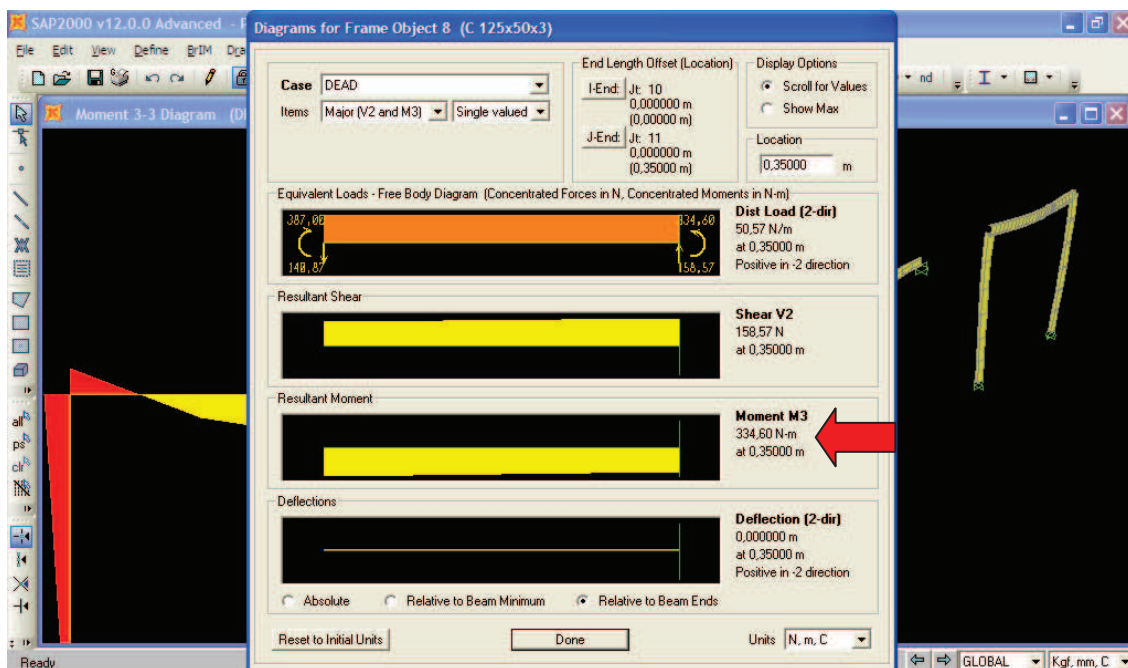 SAP2000 v12.0.0 Advanced - P
File Edit View Define BrIM Dra
nd
Moment 3-3 Diagram (D
all
ps
clr
Ready
GLOBAL
Kgf, mm, C
Diagrams for Frame Object 8 (C 125x50x3)
Case DEAD
Items Major (V2 and M3) Single valued
End Length Offset (Location)
I-End: Jt: 10
0,000000 m
(0,00000 m)
J-End: Jt: 11
0,000000 m
(0,35000 m)
Display Options
Scroll for Values
Show Max
Location
0,35000 m
Equivalent Loads - Free Body Diagram (Concentrated Forces in N, Concentrated Moments in N-m)
387,00 334,60
140,87 158,57
Dist Load (2-dir)
50,57 N/m
at 0,35000 m
Positive in -2 direction
Resultant Shear
Shear V2
158,57 N
at 0,35000 m
Resultant Moment
Moment M3
334,60 N-m
at 0,35000 m
Deflections
Deflection (2-dir)
0,000000 m
at 0,35000 m
Positive in -2 direction
Absolute Relative to Beam Minimum Relative to Beam Ends
Reset to Initial Units Done Units N, m, C